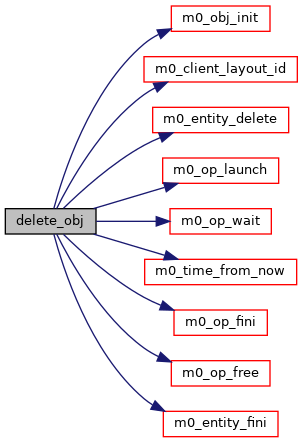 m0_obj_init
m0_client_layout_id
m0_entity_delete
m0_op_launch
delete_obj
m0_op_wait
m0_time_from_now
m0_op_fini
m0_op_free
m0_entity_fini